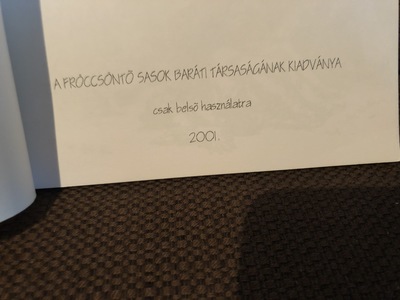 A FRÖCCSÖNTŐ SASOK BARÁTI TÁRSASÁGÁNAK KIADVÁNYA
csak belső használatra
2001.